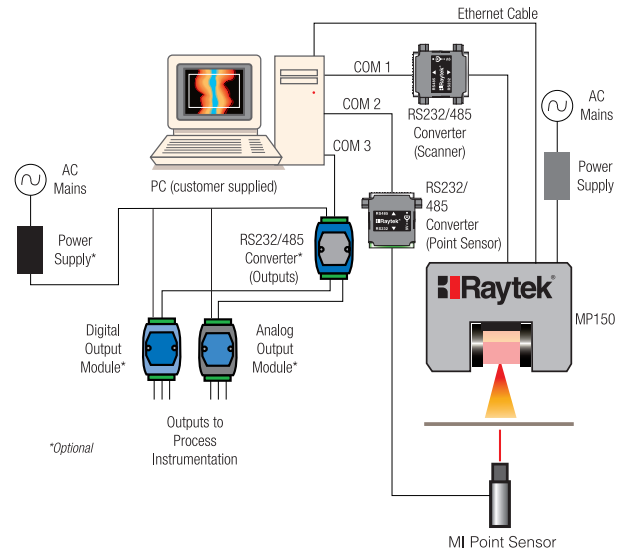 Ethernet Cable
COM 1
COM 2
COM 3
RS232/485
Converter
(Scanner)
AC
Mains
Power
Supply
PC (customer supplied)
AC
Mains
Power
Supply*
RS232/485
Converter*
(Outputs)
RS232/
485
Converter
(Point Sensor)
Raytek®
MP150
Digital
Output
Module*
Analog
Output
Module*
Outputs to
Process
Instrumentation
*Optional
MI Point Sensor
RS485
RS232
Raytek